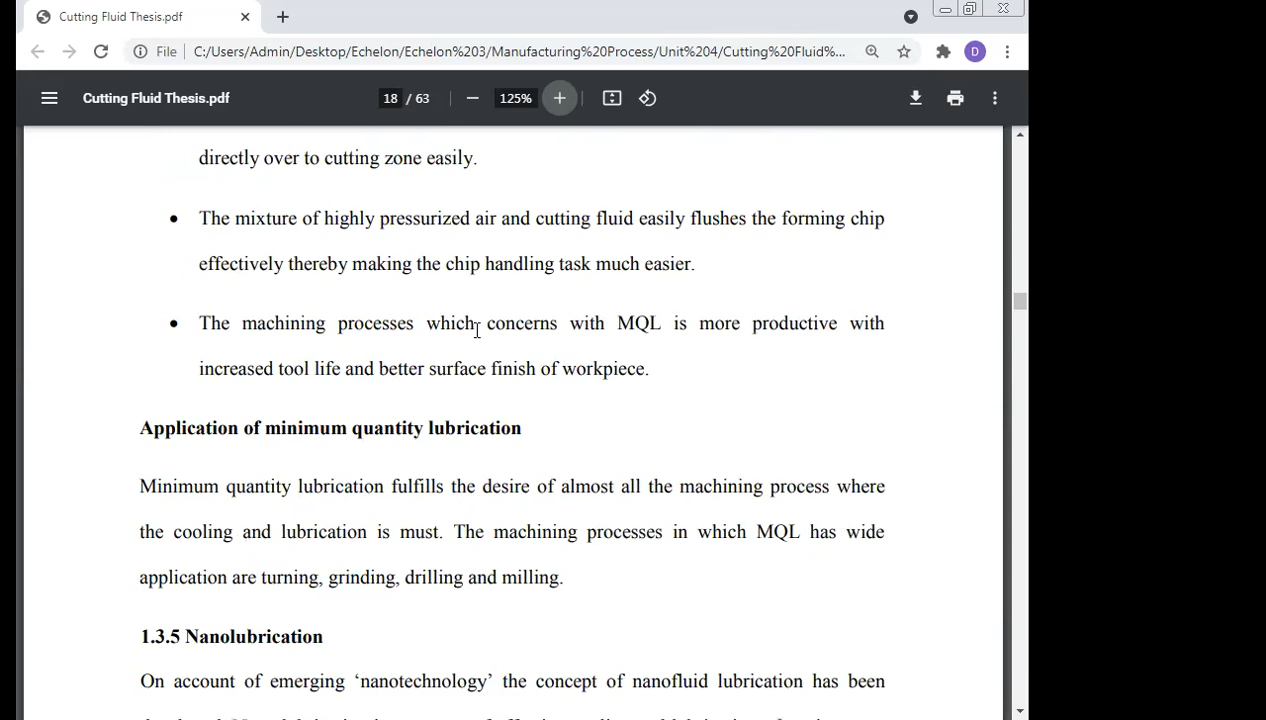 Cutting Fluid Thesis.pdf
File C:/Users/Admin/Desktop/Echelon/Echelon%203/Manufacturing%20Process/Unit%204/Cutting%20Fluid%... D
Cutting Fluid Thesis.pdf 18 / 63 125%
directly over to cutting zone easily.
• The mixture of highly pressurized air and cutting fluid easily flushes the forming chip
effectively thereby making the chip handling task much easier.
• The machining processes which concerns with MQL is more productive with
increased tool life and better surface finish of workpiece.
Application of minimum quantity lubrication
Minimum quantity lubrication fulfills the desire of almost all the machining process where
the cooling and lubrication is must. The machining processes in which MQL has wide
application are turning, grinding, drilling and milling.
1.3.5 Nanolubrication
On account of emerging ‘nanotechnology’ the concept of nanofluid lubrication has been